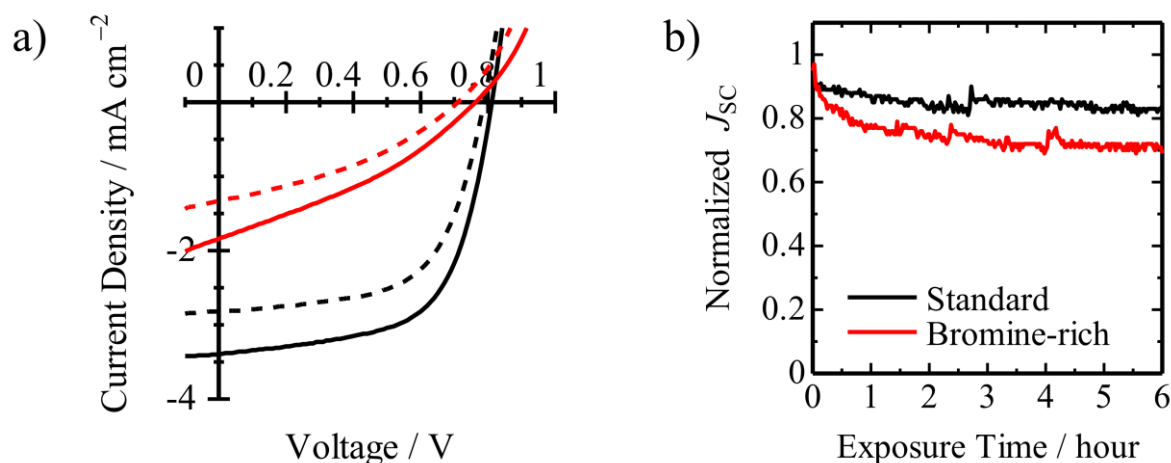 a)
0 0.2 0.4 0.6 0.8 1
-2
-4
Current Density / mA cm⁻²
Voltage / V
b)
1
0.8
0.6
0.4
0.2
0
Normalized J_SC
Standard
Bromine-rich
0 1 2 3 4 5 6
Exposure Time / hour